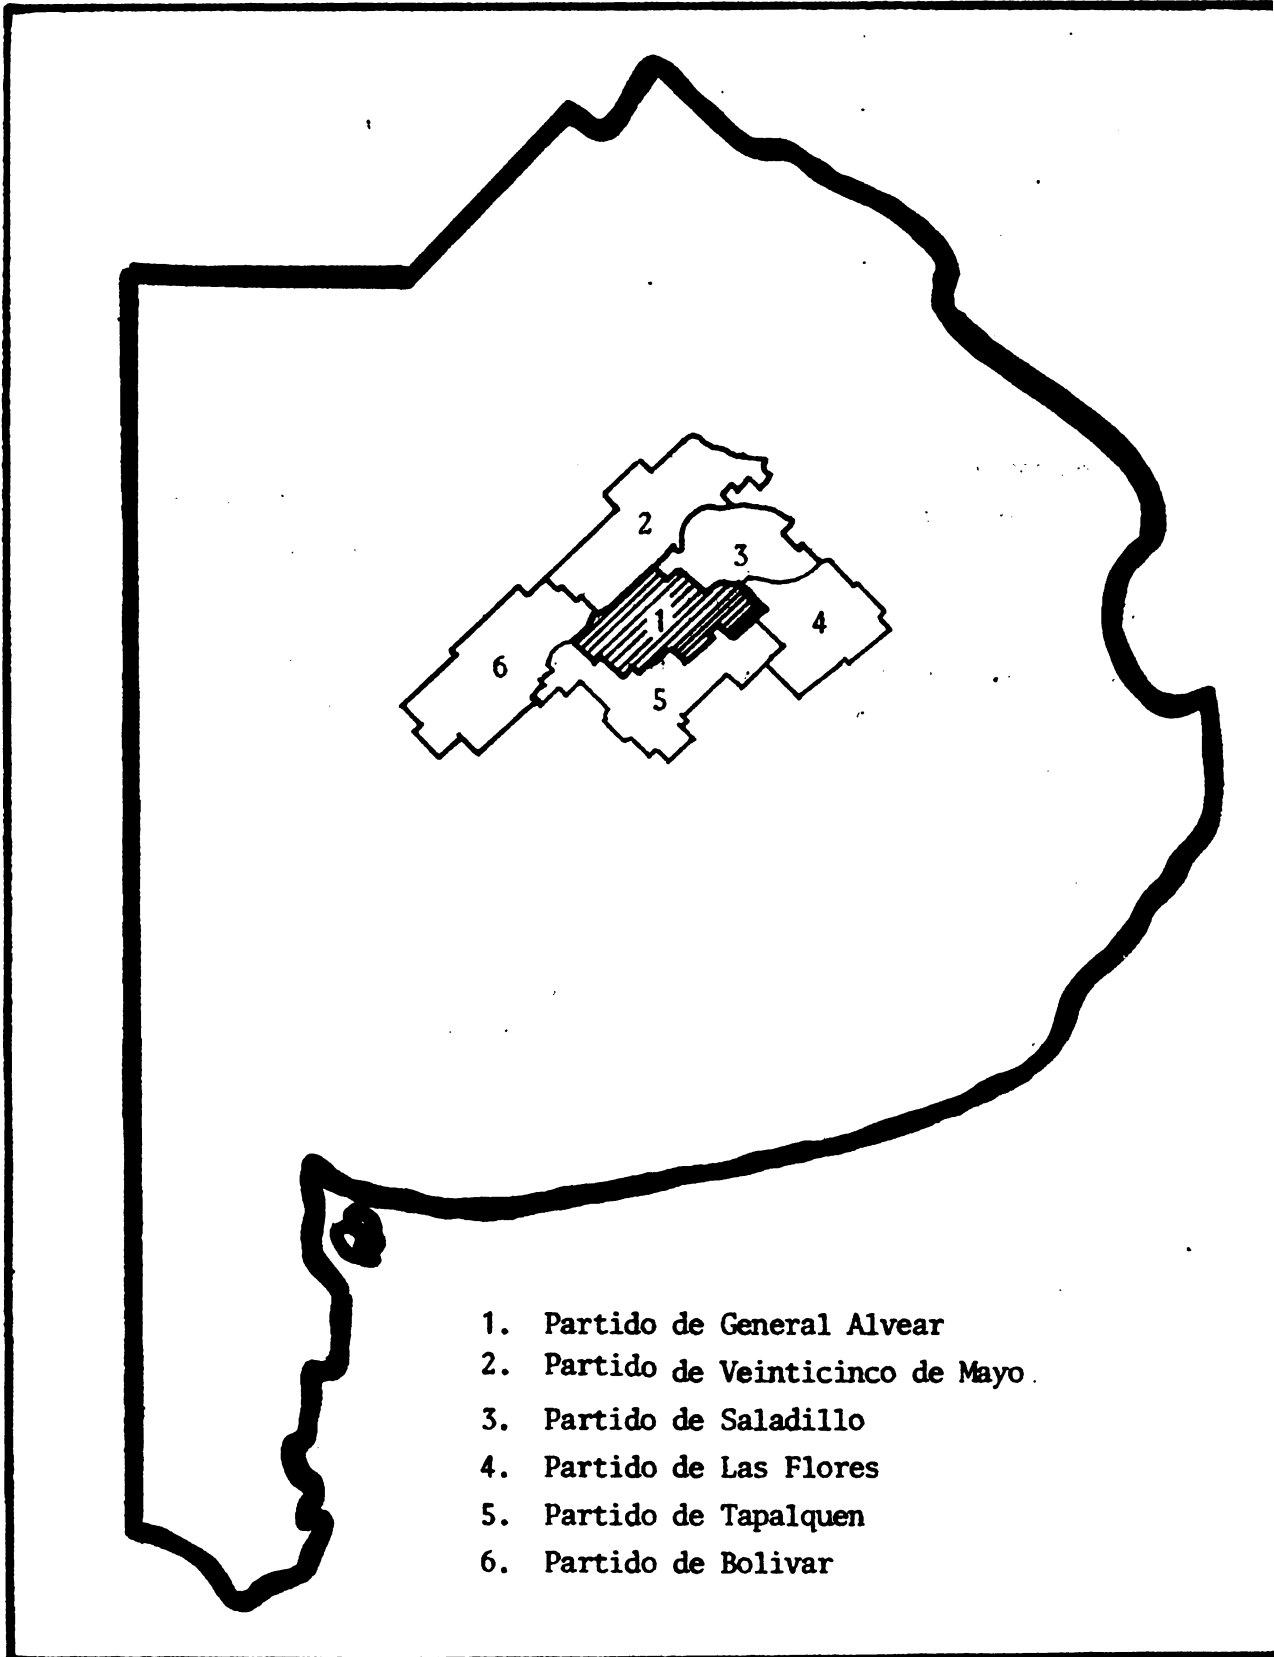 2
3
1
4
6
5
1. Partido de General Alvear
2. Partido de Veinticinco de Mayo.
3. Partido de Saladillo
4. Partido de Las Flores
5. Partido de Tapalquen
6. Partido de Bolivar